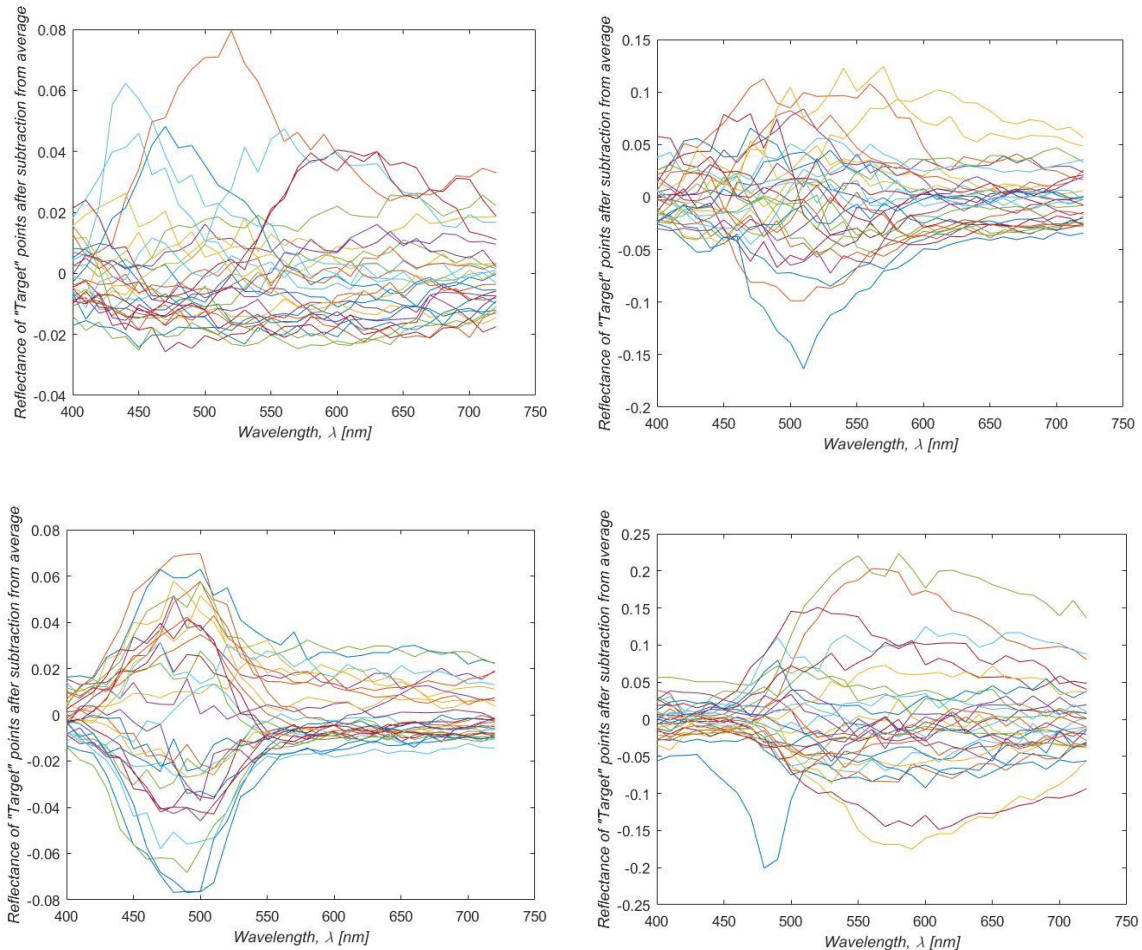 Reflectance of "Target" points after subtraction from average
0.08
0.06
0.04
0.02
0
-0.02
-0.04
400 450 500 550 600 650 700 750
Wavelength, λ [nm]
Reflectance of "Target" points after subtraction from average
0.15
0.1
0.05
0
-0.05
-0.1
-0.15
-0.2
400 450 500 550 600 650 700 750
Wavelength, λ [nm]
Reflectance of "Target" points after subtraction from average
0.08
0.06
0.04
0.02
0
-0.02
-0.04
-0.06
-0.08
400 450 500 550 600 650 700 750
Wavelength, λ [nm]
Reflectance of "Target" points after subtraction from average
0.25
0.2
0.15
0.1
0.05
0
-0.05
-0.1
-0.15
-0.2
-0.25
400 450 500 550 600 650 700 750
Wavelength, λ [nm]